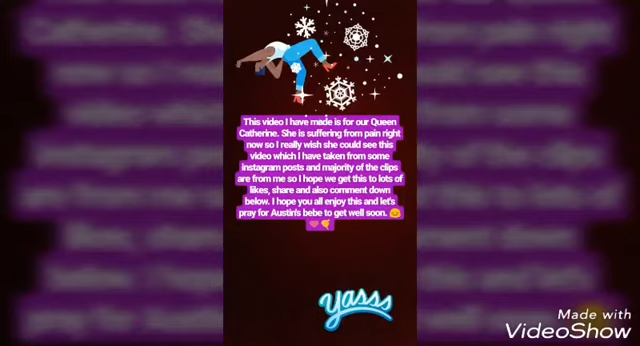 This video I have made is for our Queen
Catherine. She is suffering from pain right
now so I really wish she could see this
video which I have taken from some
instagram posts and majority of the clips
are from me so I hope we get this to lots of
likes, share and also comment down
below. I hope you all enjoy this and let's
pray for Austin's bebe to get well soon. 😊
💜💛
yasss
Made with
VideoShow